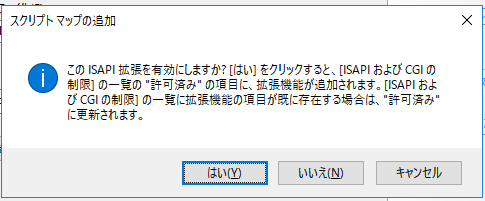 スクリプト マップの追加
この ISAPI 拡張を有効にしますか? [はい] をクリックすると、[ISAPI および CGI の
制限] の一覧の "許可済み" の項目に、拡張機能が追加されます。[ISAPI およ
び CGI の制限] の一覧に拡張機能の項目が既に存在する場合は、"許可済み"
に更新されます。
はい(Y)
いいえ(N)
キャンセル